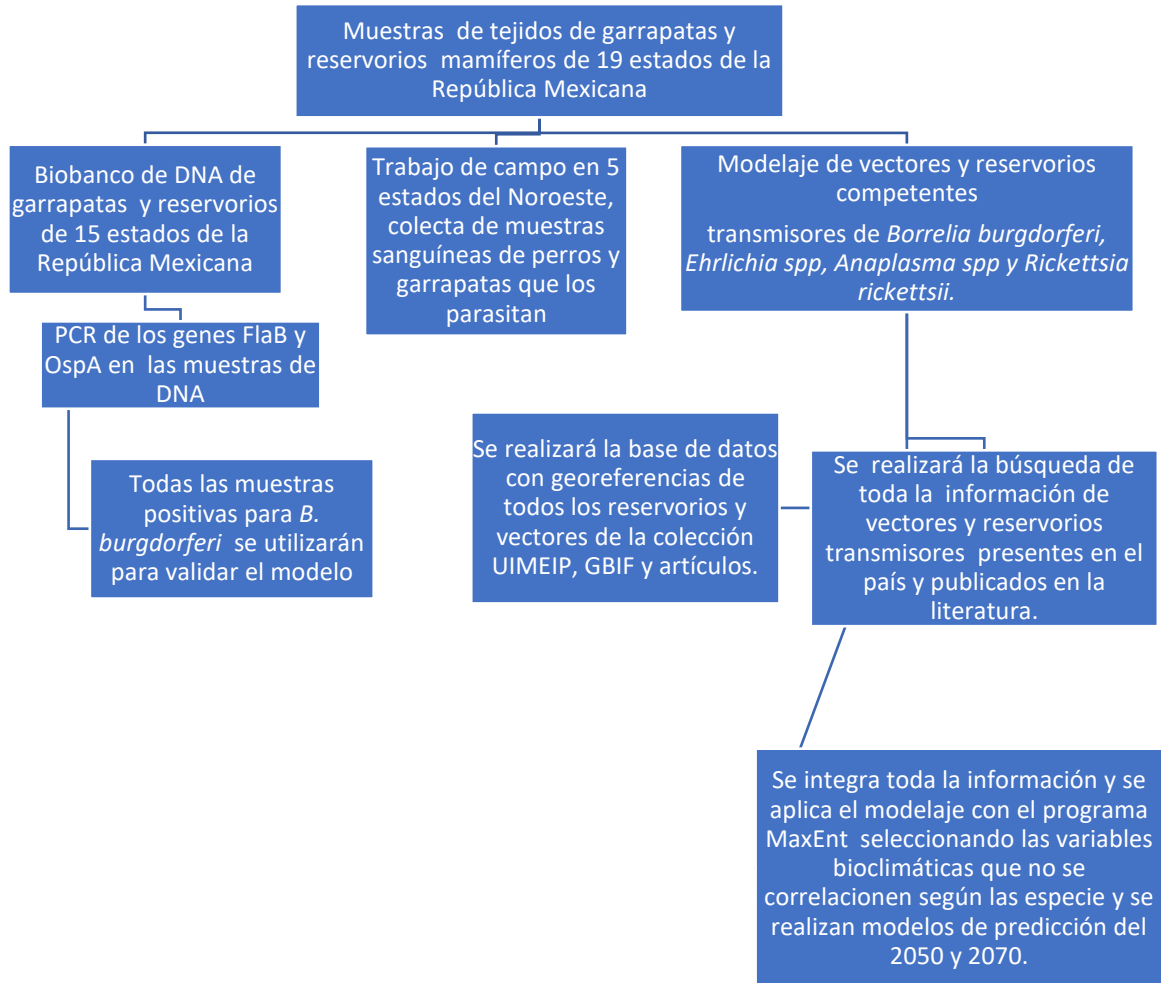 Muestras de tejidos de garrapatas y
reservorios mamíferos de 19 estados de la
República Mexicana
Biobanco de DNA de
garrapatas y reservorios
de 15 estados de la
República Mexicana
Trabajo de campo en 5
estados del Noroeste,
colecta de muestras
sanguíneas de perros y
garrapatas que los
parasitan
Modelaje de vectores y reservorios
competentes
transmisores de Borrelia burgdorferi,
Ehrlichia spp, Anaplasma spp y Rickettsia
rickettsii.
PCR de los genes FlaB y
OspA en las muestras de
DNA
Todas las muestras
positivas para B.
burgdorferi se utilizarán
para validar el modelo
Se realizará la base de datos
con georeferencias de
todos los reservorios y
vectores de la colección
UIMEIP, GBIF y artículos.
Se realizará la búsqueda de
toda la información de
vectores y reservorios
transmisores presentes en el
país y publicados en la
literatura.
Se integra toda la información y se
aplica el modelaje con el programa
MaxEnt seleccionando las variables
bioclimáticas que no se
correlacionen según las especie y se
realizan modelos de predicción del
2050 y 2070.